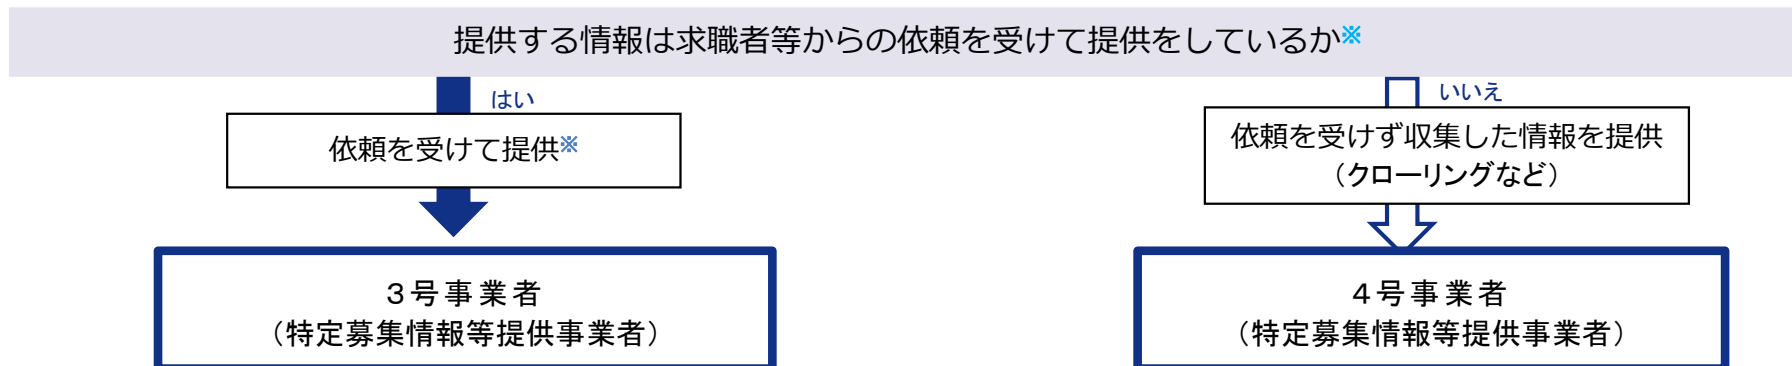 提供する情報は求職者等からの依頼を受けて提供をしているか※
はい
いいえ
依頼を受けて提供※
依頼を受けず収集した情報を提供
（クローリングなど）
３号事業者
（特定募集情報等提供事業者）
４号事業者
（特定募集情報等提供事業者）